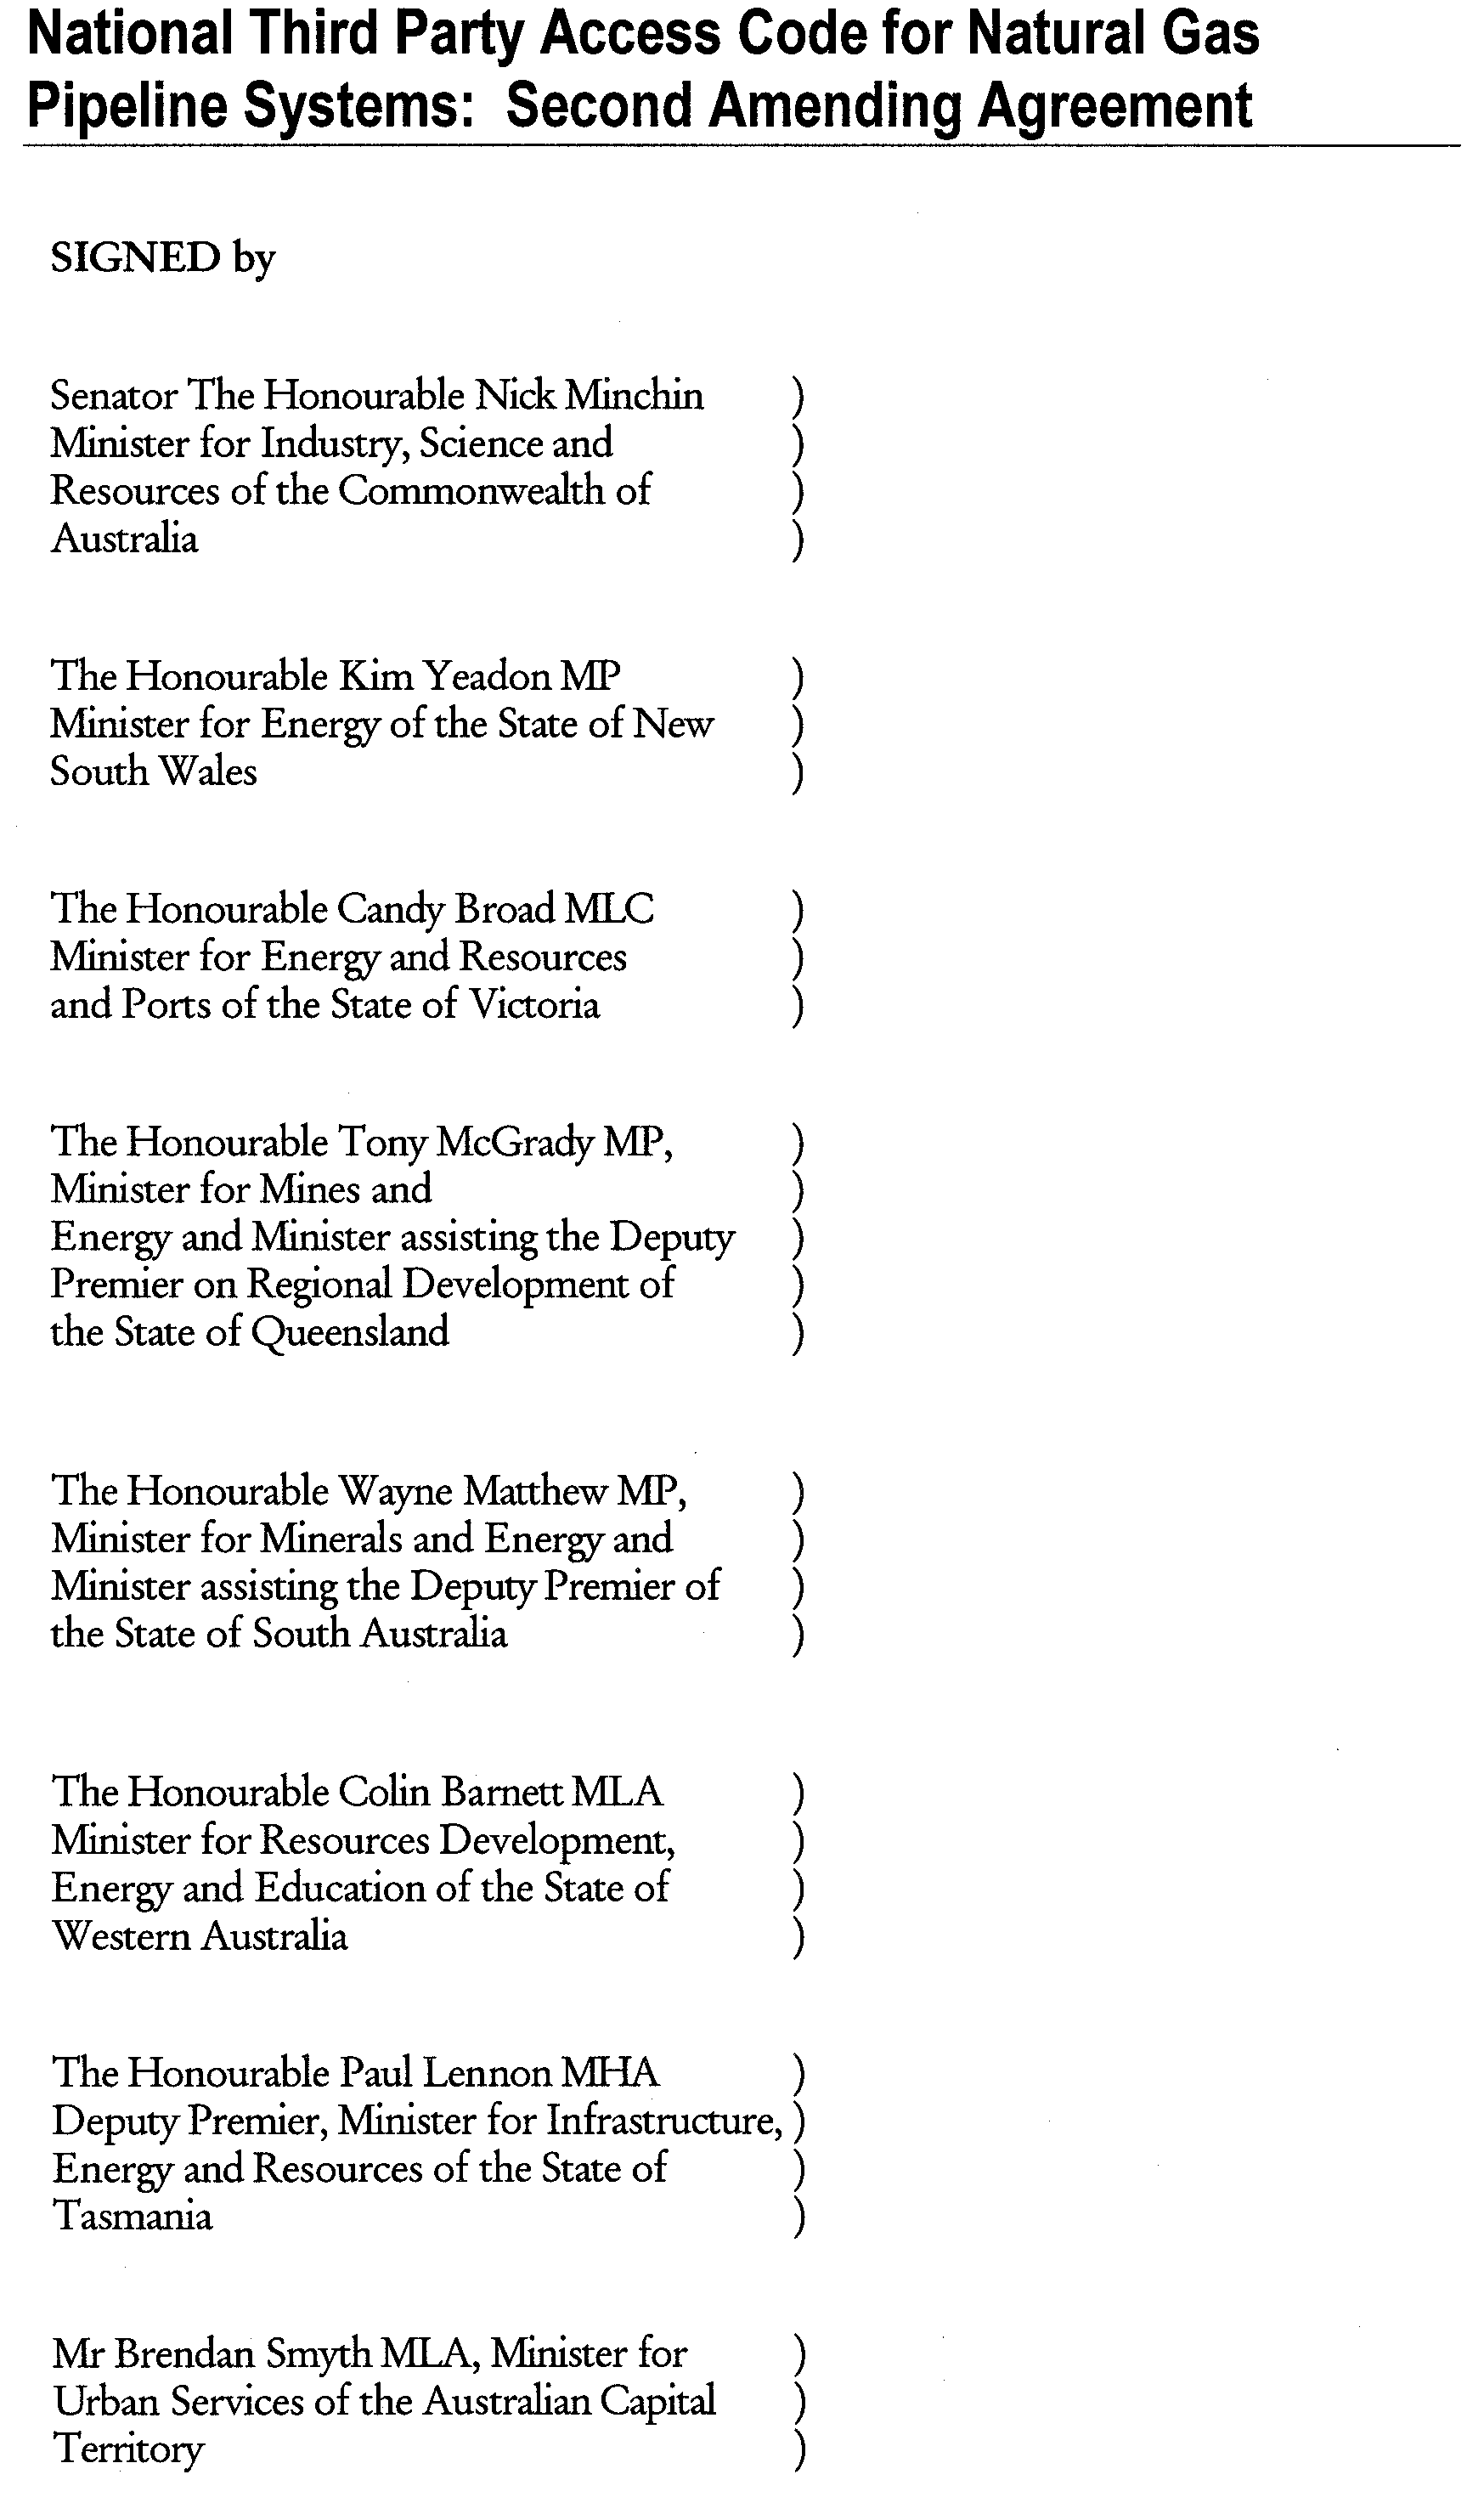 National Third Party Access Code for Natural Gas
Pipeline Systems: Second Amending Agreement
SIGNED by
Senator The Honourable Nick Minchin )
Minister for Industry, Science and )
Resources of the Commonwealth of )
Australia )
The Honourable Kim Yeadon MP )
Minister for Energy of the State of New )
South Wales )
The Honourable Candy Broad MLC )
Minister for Energy and Resources )
and Ports of the State of Victoria )
The Honourable Tony McGrady MP, )
Minister for Mines and )
Energy and Minister assisting the Deputy )
Premier on Regional Development of )
the State of Queensland )
The Honourable Wayne Matthew MP, )
Minister for Minerals and Energy and )
Minister assisting the Deputy Premier of )
the State of South Australia )
The Honourable Colin Barnett MLA )
Minister for Resources Development, )
Energy and Education of the State of )
Western Australia )
The Honourable Paul Lennon MHA )
Deputy Premier, Minister for Infrastructure, )
Energy and Resources of the State of )
Tasmania )
Mr Brendan Smyth MLA, Minister for )
Urban Services of the Australian Capital )
Territory )